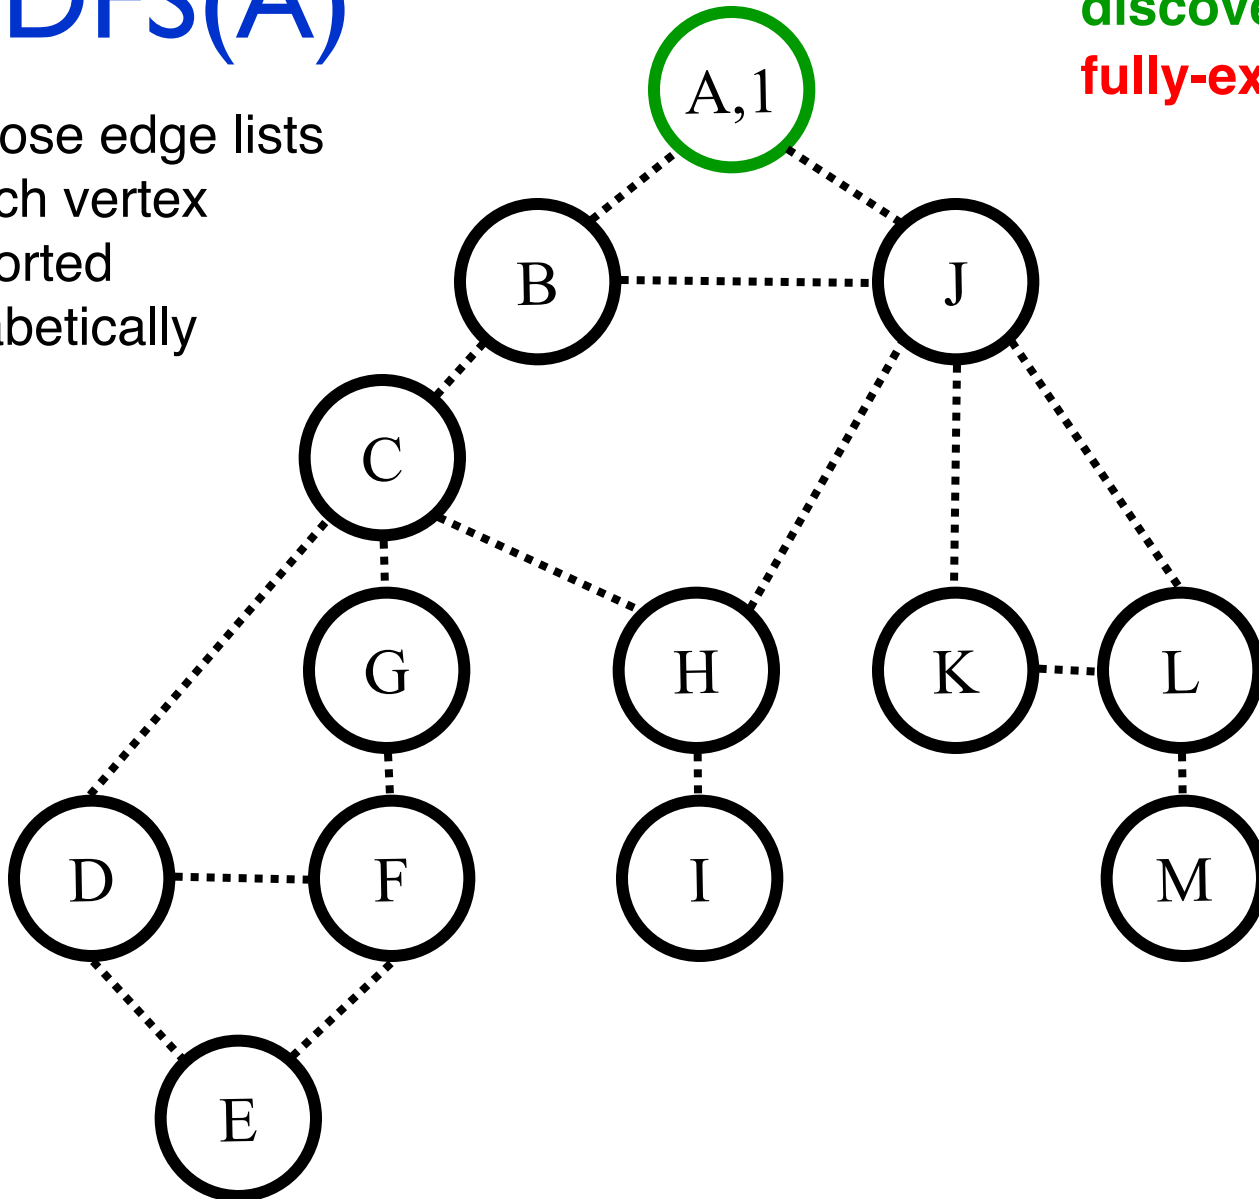 DFS(A)
discove
fully-ex
ose edge lists
ch vertex
orted
abetically
A,1
B
J
C
G
H
K
L
D
F
I
M
E